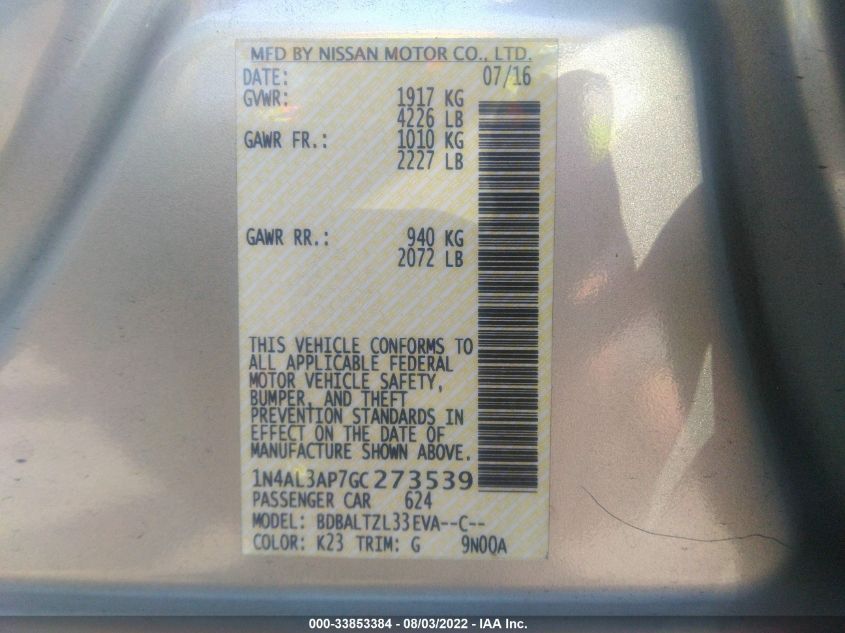 MFD BY NISSAN MOTOR CO., LTD.
DATE: 07/16
GVWR: 1917 KG
4226 LB
GAWR FR.: 1010 KG
2227 LB
GAWR RR.: 940 KG
2072 LB
THIS VEHICLE CONFORMS TO
ALL APPLICABLE FEDERAL
MOTOR VEHICLE SAFETY,
BUMPER, AND THEFT
PREVENTION STANDARDS IN
EFFECT ON THE DATE OF
MANUFACTURE SHOWN ABOVE.
1N4AL3AP7GC273539
PASSENGER CAR 624
MODEL: BDBALTZL33EVA--C--
COLOR: K23 TRIM: G 9N00A
000-33853384 - 08/03/2022 - IAA Inc.